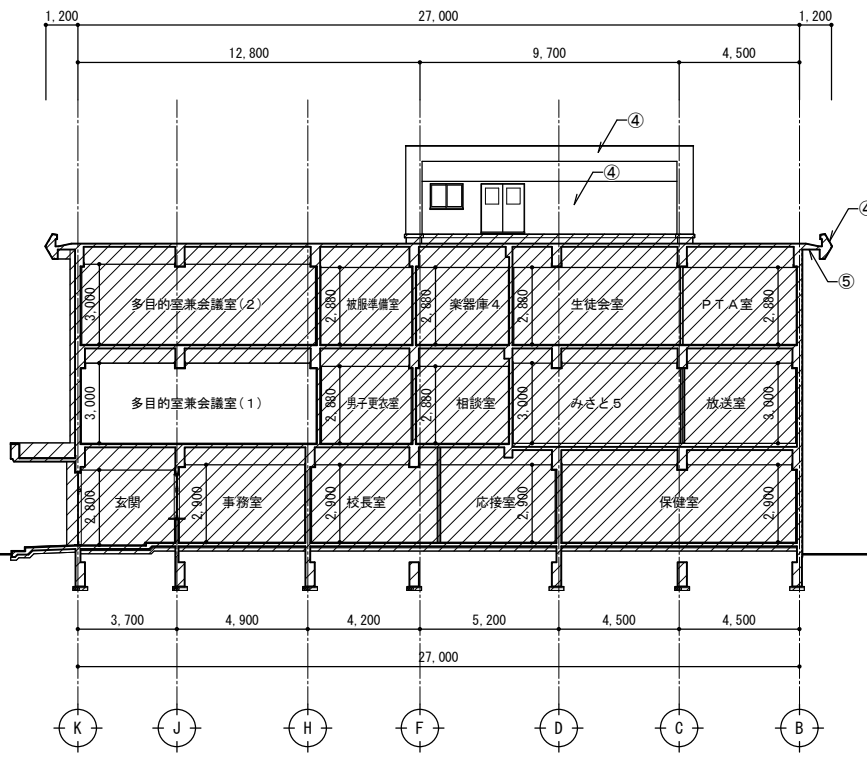 1,200
27,000
1,200
12,800
9,700
4,500
④
④
④
⑤
3,000
多目的室兼会議室(2)
2,880
被服準備室
2,880
楽器庫4
2,880
生徒会室
PTA室
2,880
3,000
多目的室兼会議室(1)
2,880
男子更衣室
2,880
相談室
3,000
みさと5
放送室
3,000
2,800
玄関
2,900
事務室
2,900
校長室
応接室
2,900
保健室
2,900
3,700
4,900
4,200
5,200
4,500
4,500
27,000
K
J
H
F
D
C
B